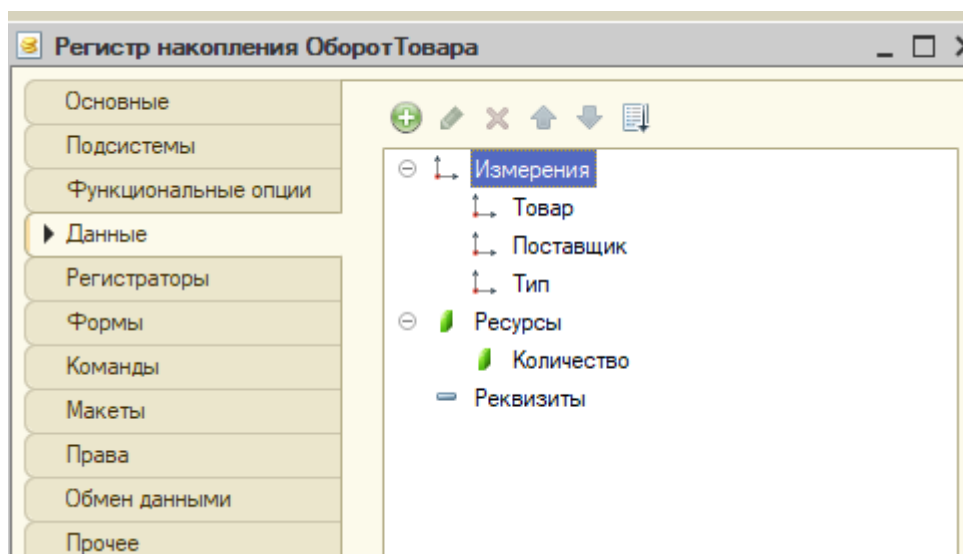 Регистр накопления ОборотТовара
Основные
Подсистемы
Функциональные опции
Данные
Регистраторы
Формы
Команды
Макеты
Права
Обмен данными
Прочее
Измерения
Товар
Поставщик
Тип
Ресурсы
Количество
Реквизиты